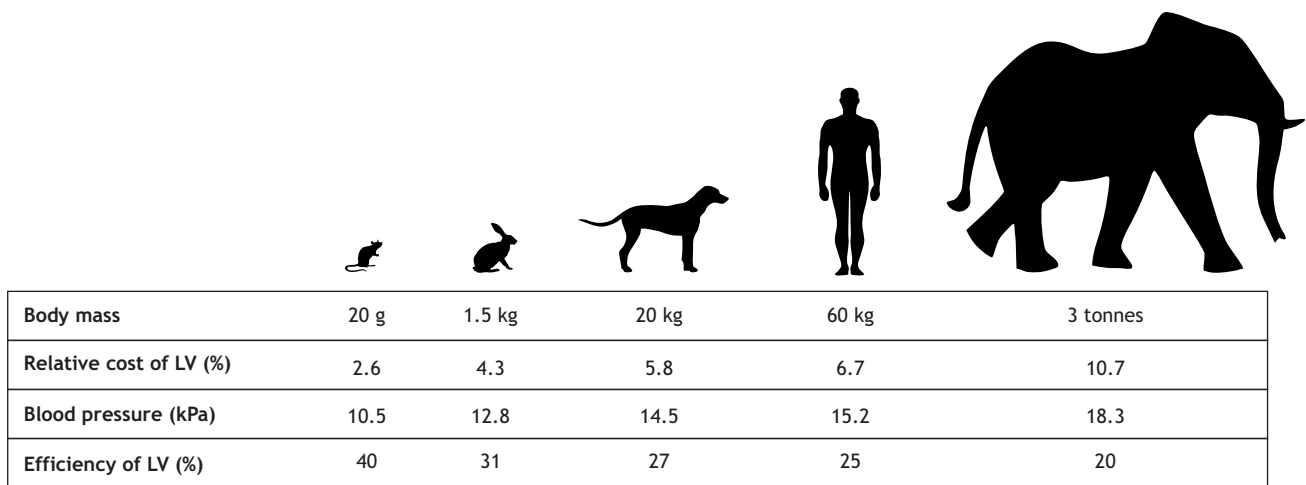 Body mass 20 g 1.5 kg 20 kg 60 kg 3 tonnes
Relative cost of LV (%) 2.6 4.3 5.8 6.7 10.7
Blood pressure (kPa) 10.5 12.8 14.5 15.2 18.3
Efficiency of LV (%) 40 31 27 25 20